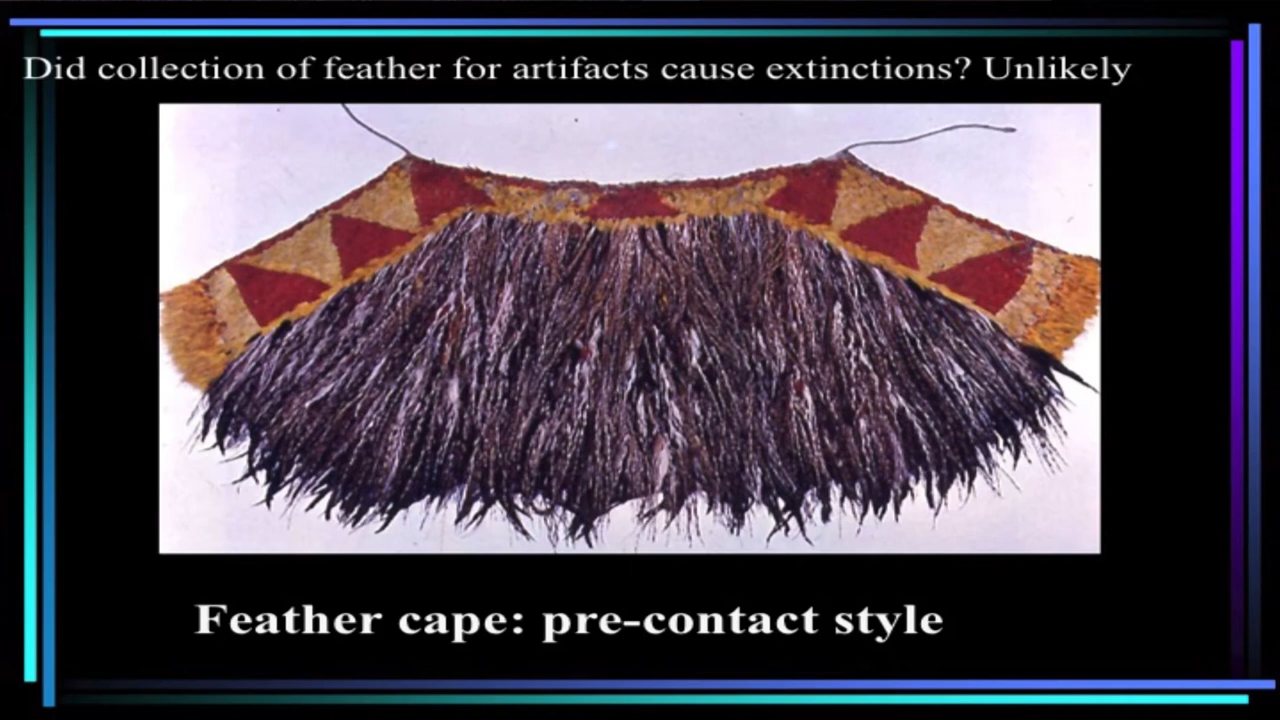 Did collection of feather for artifacts cause extinctions? Unlikely
Feather cape: pre-contact style